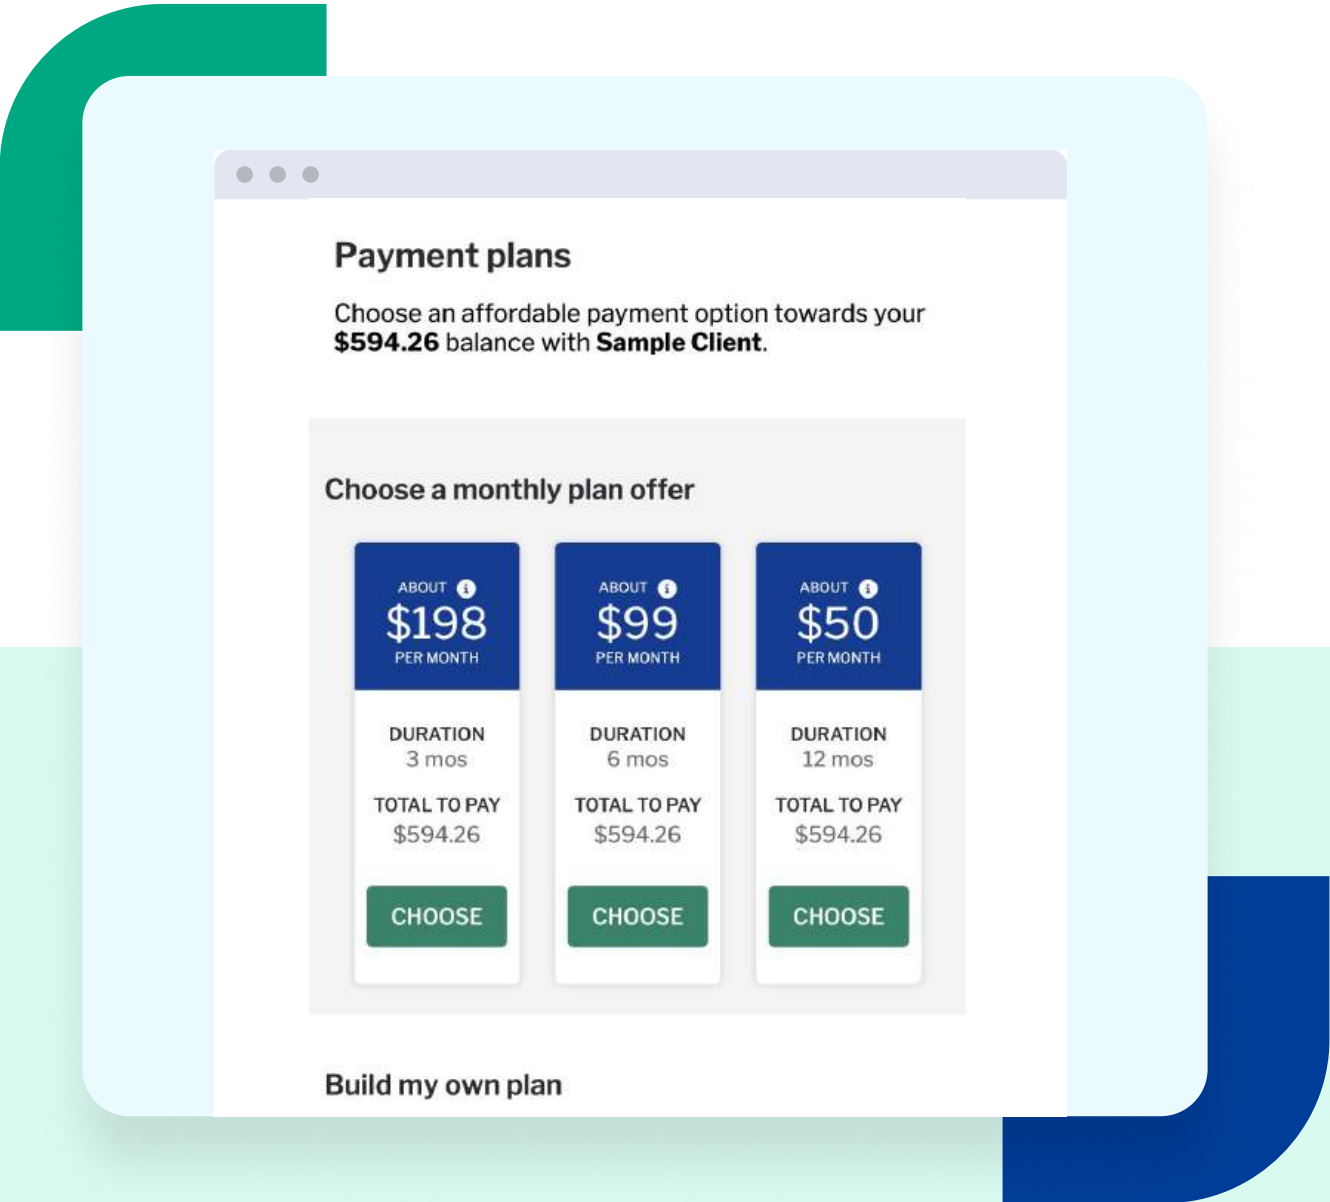 Payment plans
Choose an affordable payment option towards your
$594.26 balance with Sample Client.
Choose a monthly plan offer
ABOUT i
$198
PER MONTH
DURATION
3 mos
TOTAL TO PAY
$594.26
CHOOSE
ABOUT i
$99
PER MONTH
DURATION
6 mos
TOTAL TO PAY
$594.26
CHOOSE
ABOUT i
$50
PER MONTH
DURATION
12 mos
TOTAL TO PAY
$594.26
CHOOSE
Build my own plan